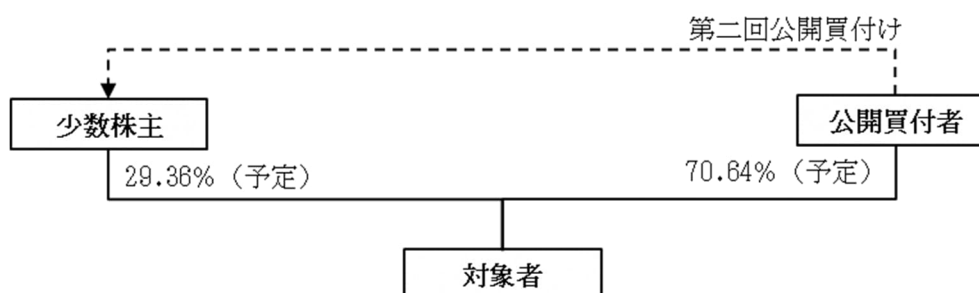 第二回公開買付け
少数株主
公開買付者
29.36%（予定）
70.64%（予定）
対象者